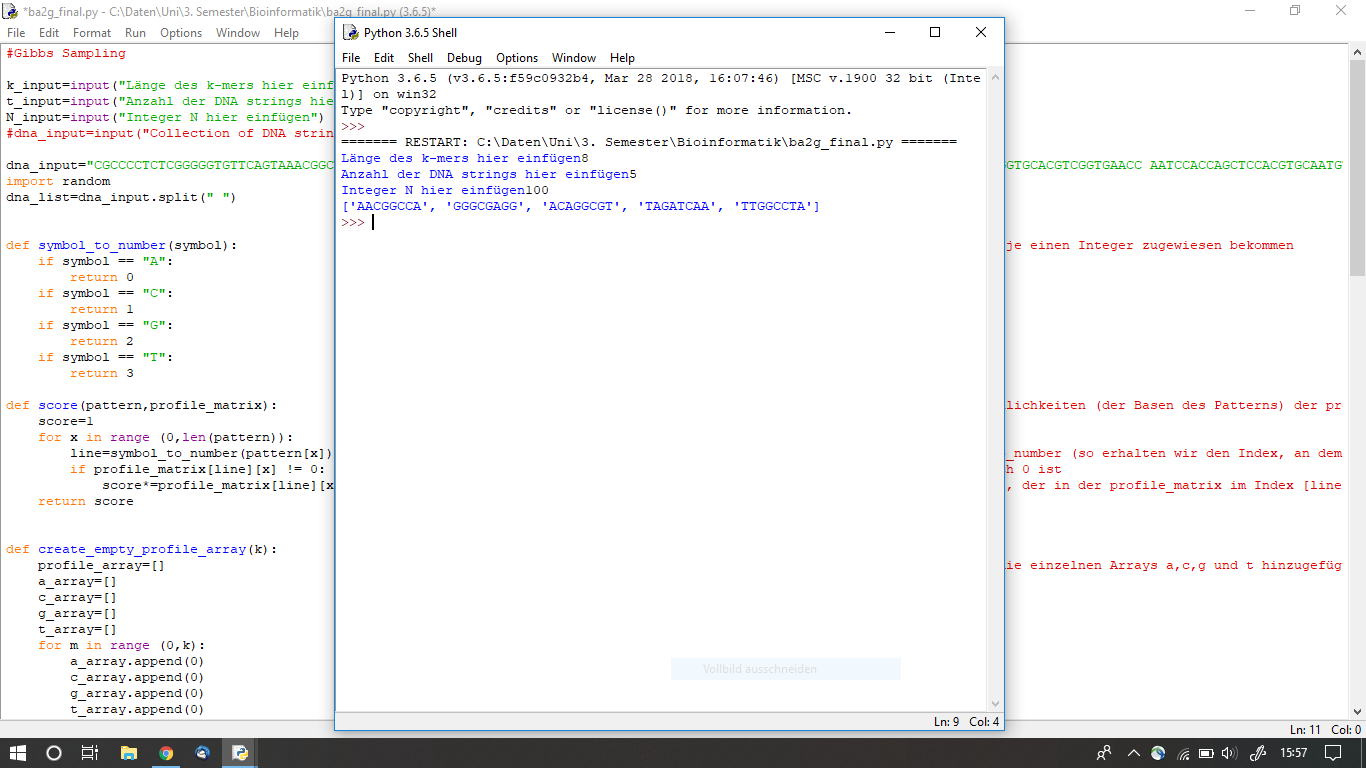 *ba2g_final.py - C:\Daten\Uni\3. Semester\Bioinformatik\ba2g_final.py (3.6.5)*
File Edit Format Run Options Window Help
#Gibbs Sampling
k_input=input("Länge des k-mers hier einf
t_input=input("Anzahl der DNA strings hie
N_input=input("Integer N hier einfügen")
#dna_input=input("Collection of DNA strin
dna_input="CGCCCCTCTCGGGGGTGTTCAGTAAACGGC
GTGCACGTCGGTGAACC AATCCACCAGCTCCACGTGCAATG
import random
dna_list=dna_input.split(" ")
def symbol_to_number(symbol):
je einen Integer zugewiesen bekommen
if symbol == "A":
return 0
if symbol == "C":
return 1
if symbol == "G":
return 2
if symbol == "T":
return 3
def score(pattern,profile_matrix):
lichkeiten (der Basen des Patterns) der pr
score=1
for x in range (0,len(pattern)):
line=symbol_to_number(pattern[x])
_number (so erhalten wir den Index, an dem
if profile_matrix[line][x] != 0:
h 0 ist
score*=profile_matrix[line][x
, der in der profile_matrix im Index [line
return score
def create_empty_profile_array(k):
profile_array=[]
ie einzelnen Arrays a,c,g und t hinzugefüg
a_array=[]
c_array=[]
g_array=[]
t_array=[]
for m in range (0,k):
a_array.append(0)
c_array.append(0)
g_array.append(0)
t_array.append(0)
Ln: 11 Col: 0
Python 3.6.5 Shell
File Edit Shell Debug Options Window Help
Python 3.6.5 (v3.6.5:f59c0932b4, Mar 28 2018, 16:07:46) [MSC v.1900 32 bit (Inte
l)] on win32
Type "copyright", "credits" or "license()" for more information.
>>>
======= RESTART: C:\Daten\Uni\3. Semester\Bioinformatik\ba2g_final.py =======
Länge des k-mers hier einfügen8
Anzahl der DNA strings hier einfügen5
Integer N hier einfügen100
['AACGGCCA', 'GGGCGAGG', 'ACAGGCGT', 'TAGATCAA', 'TTGGCCTA']
>>>
Vollbild ausschneiden
Ln: 9 Col: 4
15:57